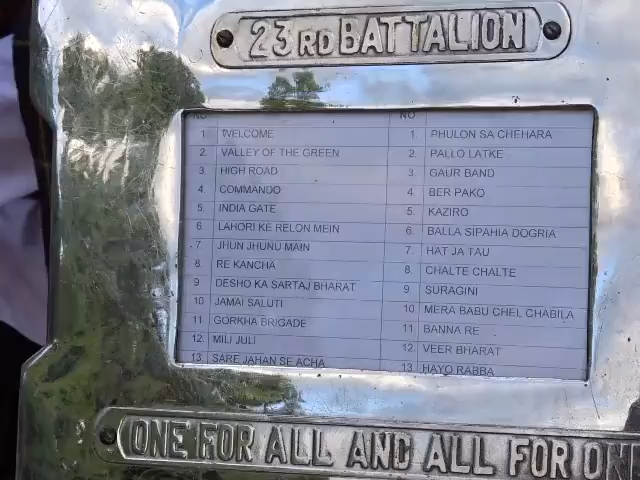 23RD BATTALION
NO NO
1. WELCOME 1. PHULON SA CHEHARA
2. VALLEY OF THE GREEN 2. PALLO LATKE
3. HIGH ROAD 3. GAUR BAND
4. COMMANDO 4. BER PAKO
5. INDIA GATE 5. KAZIRO
6. LAHORI KE RELON MEIN 6. BALLA SIPAHIA DOGRIA
7. JHUN JHUNU MAIN 7. HAT JA TAU
8. RE KANCHA 8. CHALTE CHALTE
9 DESHO KA SARTAJ BHARAT 9 SURAGINI
10 JAMAI SALUTI 10 MERA BABU CHEL CHABILA
11 GORKHA BRIGADE 11 BANNA RE
12. MILI JULI 12. VEER BHARAT
13. SARE JAHAN SE ACHA 13 HAYO RABBA
ONE FOR ALL AND ALL FOR ON